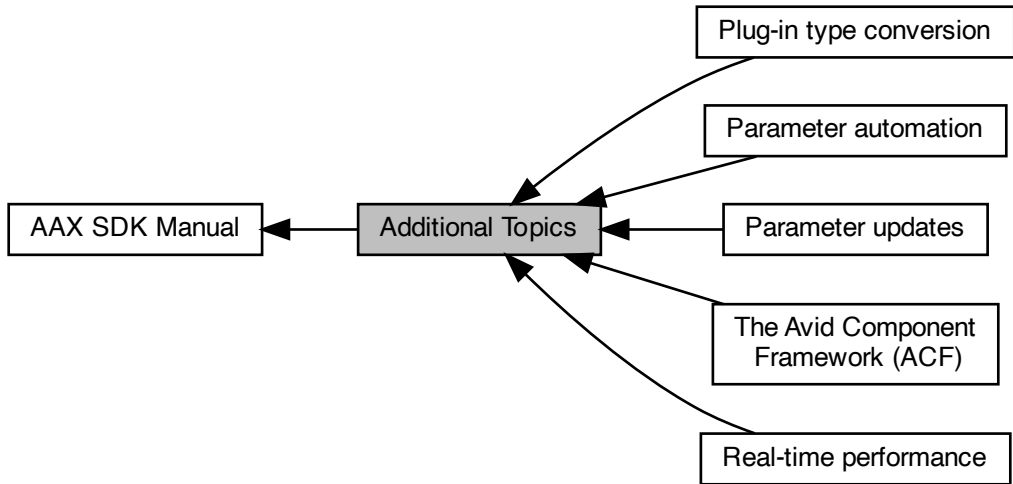 Plug-in type conversion
Parameter automation
AAX SDK Manual
Additional Topics
Parameter updates
The Avid Component
Framework (ACF)
Real-time performance